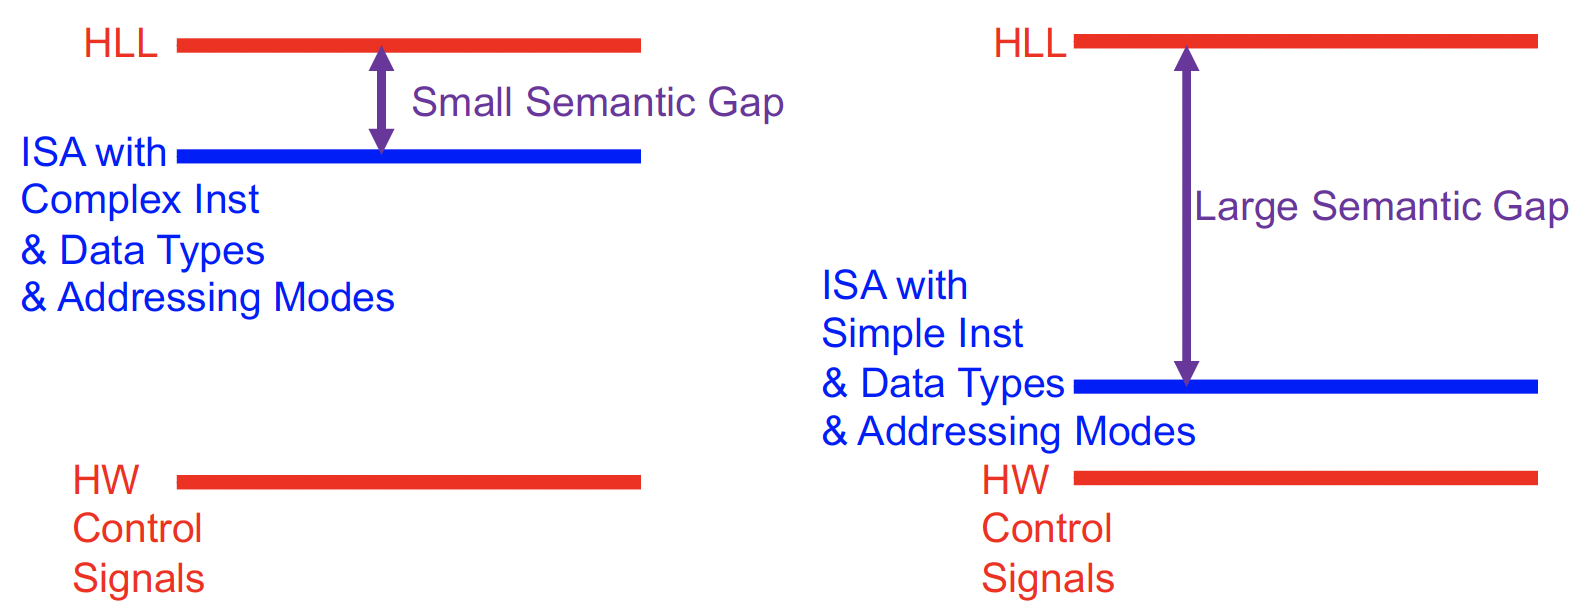 HLL
Small Semantic Gap
ISA with
Complex Inst
& Data Types
& Addressing Modes
HW
Control
Signals
HLL
Large Semantic Gap
ISA with
Simple Inst
& Data Types
& Addressing Modes
HW
Control
Signals